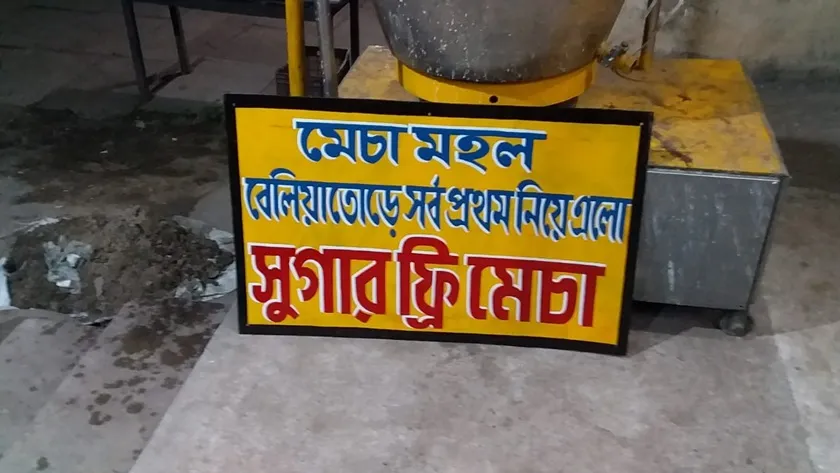 মেচা মহল
বেলিয়াতোড়ে সর্ব প্রথম নিয়ে এলো
সুগার ফ্রি মেচা